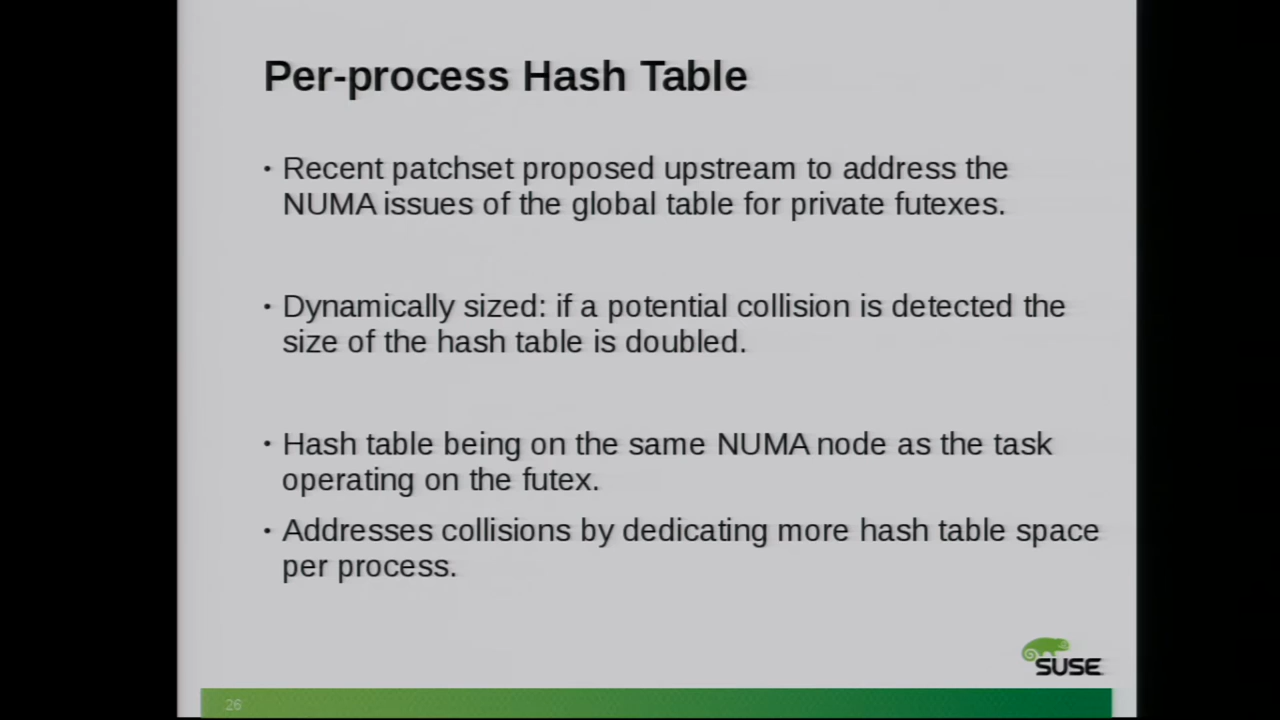 Per-process Hash Table
• Recent patchset proposed upstream to address the
NUMA issues of the global table for private futexes.
• Dynamically sized: if a potential collision is detected the
size of the hash table is doubled.
• Hash table being on the same NUMA node as the task
operating on the futex.
• Addresses collisions by dedicating more hash table space
per process.
SUSE
26